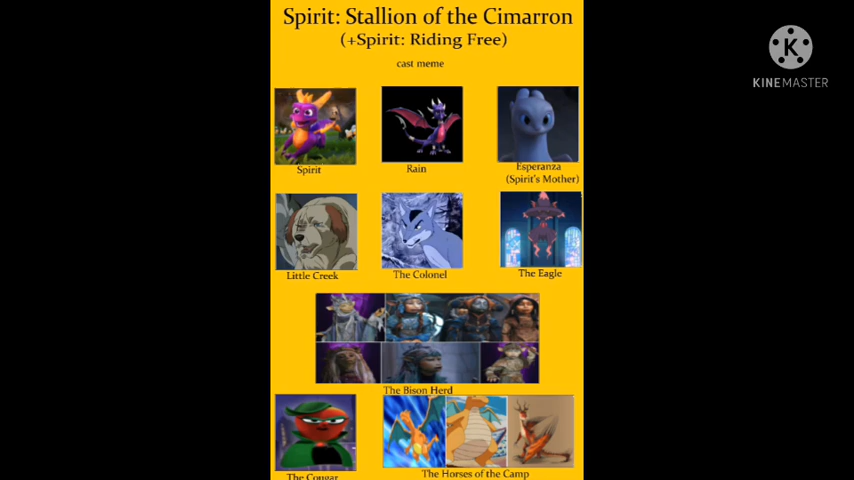 Spirit: Stallion of the Cimarron
(+Spirit: Riding Free)
cast meme
K
KINEMASTER
Spirit
Rain
Esperanza
(Spirit's Mother)
Little Creek
The Colonel
The Eagle
The Bison Herd
The Cougar
The Horses of the Camp